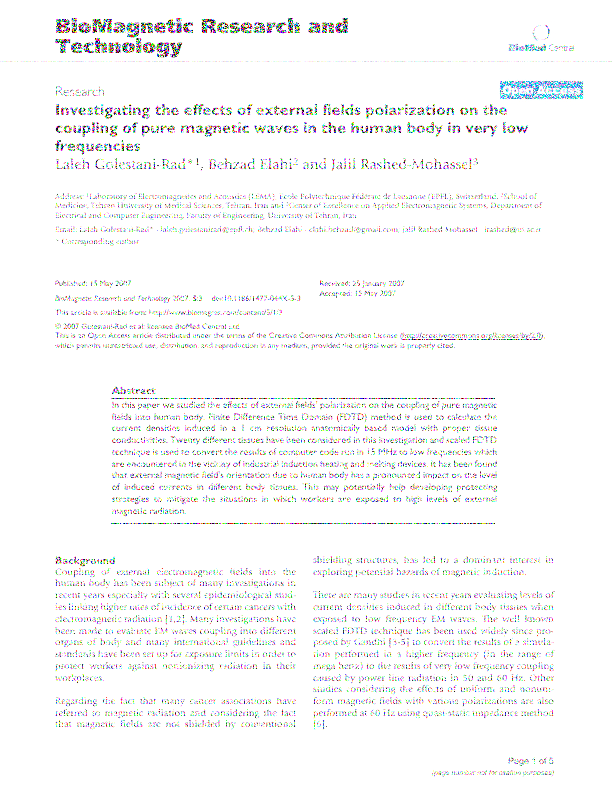 BioMagnetic Research and
Technology
BioMed Central
Research
Open Access
Investigating the effects of external fields polarization on the
coupling of pure magnetic waves in the human body in very low
frequencies
Laleh Golestani-Rad*1, Behzad Elahi2 and Jalil Rashed-Mohassel3
Address: 1Laboratory of Electromagnetics and Acoustics (LEMA), Ecole Polytechnique Federale de Lausanne (EPFL), Switzerland, 2School of
Medicine, Tehran University of Medical Sciences, Tehran, Iran and 3Center of Excellence on Applied Electromagnetic Systems, Department of
Electrical and Computer Engineering, Faculty of Engineering, University of Tehran, Iran
Email: Laleh Golestani-Rad* - Behzad Elahi - Jalil Rashed-Mohassel -
* Corresponding author
Published: 15 May 2007
Received: 25 January 2007
Accepted: 15 May 2007
BioMagnetic Research and Technology 2007, 5:3 doi:10.1186/1477-044X-5-3
This article is available from: http://www.biomagres.com/content/5/1/3
© 2007 Golestani-Rad et al; licensee BioMed Central Ltd.
This is an Open Access article distributed under the terms of the Creative Commons Attribution License (http://creativecommons.org/licenses/by/2.0),
which permits unrestricted use, distribution, and reproduction in any medium, provided the original work is properly cited.
Abstract
In this paper we studied the effects of external fields' polarization on the coupling of pure magnetic
fields into human body. Finite Difference Time Domain (FDTD) method is used to calculate the
current densities induced in a 1 cm resolution anatomically based model with proper tissue
conductivities. Twenty different tissues have been considered in this investigation and scaled FDTD
technique is used to convert the results of computer code run in 15 MHz to low frequencies which
are encountered in the vicinity of industrial induction heating and melting devices. It has been found
that external magnetic field's orientation due to human body has a pronounced impact on the level
of induced currents in different body tissues. This may potentially help developing protecting
strategies to mitigate the situations in which workers are exposed to high levels of external
magnetic radiation.
Background
Coupling of external electromagnetic fields into the
human body has been subject of many investigations in
recent years especially with several epidemiological stud-
ies linking higher rates of incidence of certain cancers with
electromagnetic radiation [1,2]. Many investigations have
been made to evaluate EM waves coupling into different
organs of body and many international guidelines and
standards have been set up for exposure limits in order to
protect workers against nonionizing radiation in their
workplaces.
Regarding the fact that many cancer associations have
referred to magnetic radiation and considering the fact
that magnetic fields are not shielded by conventional
shielding structures, has led to a dominator interest in
exploring potential hazards of magnetic induction.
There are many studies in recent years evaluating levels of
current densities induced in different body tissues when
exposed to low frequency EM waves. The well known
scaled FDTD technique has been used widely since pro-
posed by Gandhi [3-5] to convert the results of a simula-
tion performed in a higher frequency (in the range of
mega hertz) to the results of very low frequency coupling
caused by power line radiation in 50 and 60 Hz. Other
studies considering the effects of uniform and nonuni-
form magnetic fields with various polarizations are also
performed at 60 Hz using quasi-static impedance method
[6].
Page 1 of 5
(page number not for citation purposes)